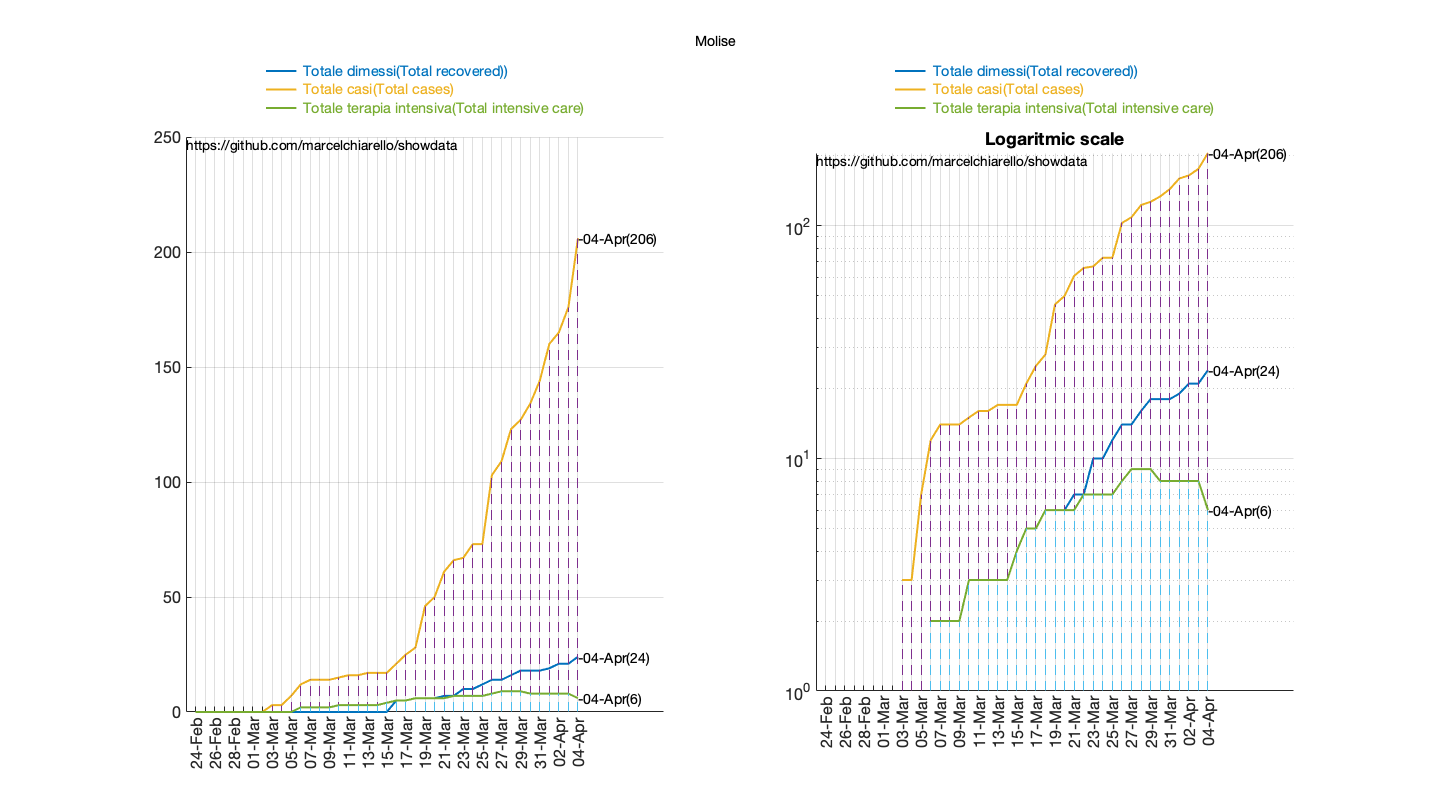 Molise
Totale dimessi(Total recovered))
Totale casi(Total cases)
Totale terapia intensiva(Total intensive care)
250
200
150
100
50
0
https://github.com/marcelchiarello/showdata
-04-Apr(206)
-04-Apr(24)
-04-Apr(6)
24-Feb
26-Feb
28-Feb
01-Mar
03-Mar
05-Mar
07-Mar
09-Mar
11-Mar
13-Mar
15-Mar
17-Mar
19-Mar
21-Mar
23-Mar
25-Mar
27-Mar
29-Mar
31-Mar
02-Apr
04-Apr
Totale dimessi(Total recovered))
Totale casi(Total cases)
Totale terapia intensiva(Total intensive care)
Logaritmic scale
https://github.com/marcelchiarello/showdata
10²
10¹
10⁰
-04-Apr(206)
-04-Apr(24)
-04-Apr(6)
24-Feb
26-Feb
28-Feb
01-Mar
03-Mar
05-Mar
07-Mar
09-Mar
11-Mar
13-Mar
15-Mar
17-Mar
19-Mar
21-Mar
23-Mar
25-Mar
27-Mar
29-Mar
31-Mar
02-Apr
04-Apr